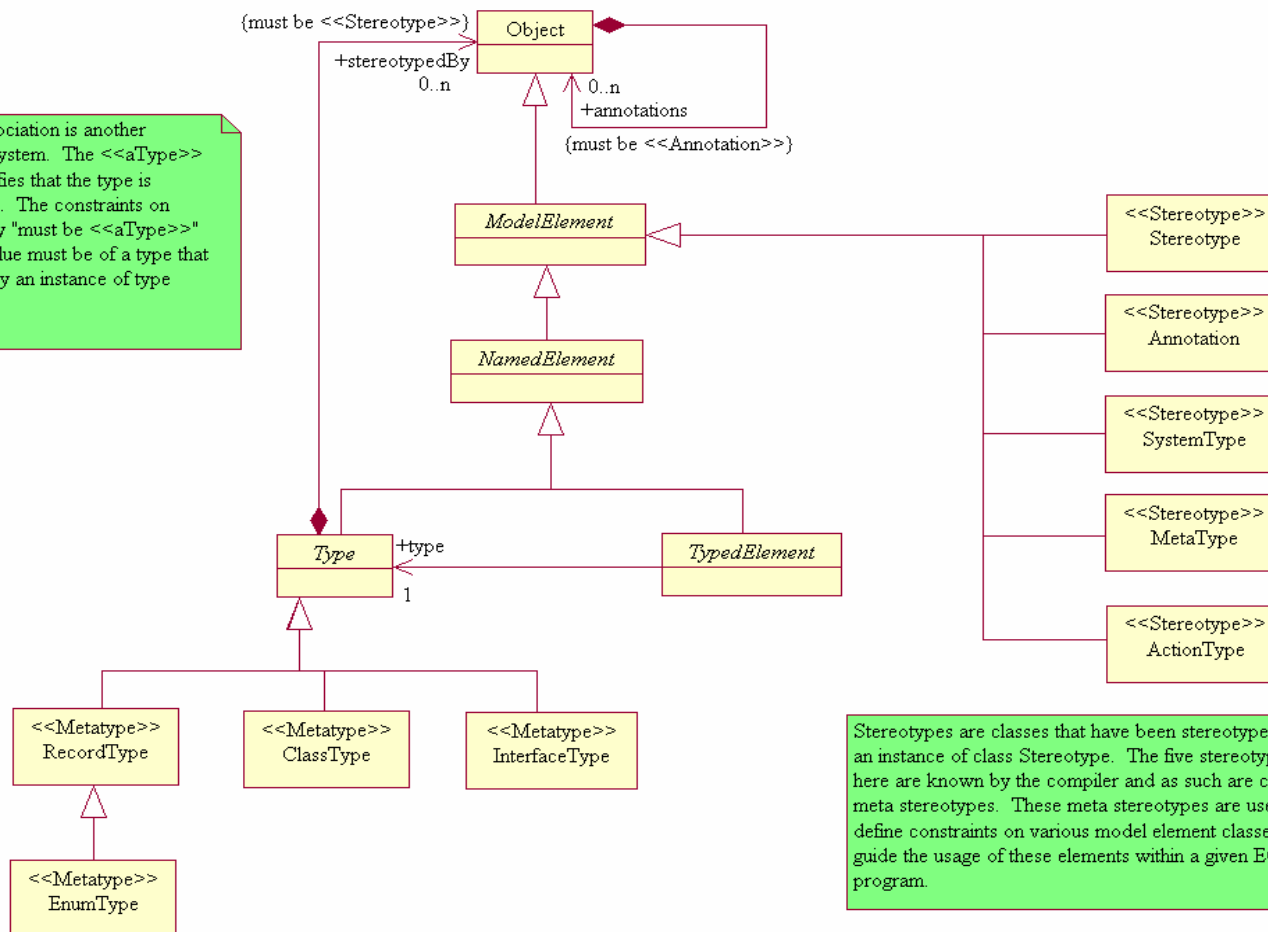 {must be <<Stereotype>>}
Object
+stereotypedBy
0..n
0..n
+annotations
{must be <<Annotation>>}
ociation is another
ystem. The <<aType>>
fies that the type is
. The constraints on
y "must be <<aType>>"
lue must be of a type that
y an instance of type
ModelElement
<<Stereotype>>
Stereotype
<<Stereotype>>
Annotation
NamedElement
<<Stereotype>>
SystemType
<<Stereotype>>
MetaType
Type
+type
1
TypedElement
<<Stereotype>>
ActionType
<<Metatype>>
RecordType
<<Metatype>>
ClassType
<<Metatype>>
InterfaceType
<<Metatype>>
EnumType
Stereotypes are classes that have been stereotype
an instance of class Stereotype. The five stereoty
here are known by the compiler and as such are c
meta stereotypes. These meta stereotypes are use
define constraints on various model element classe
guide the usage of these elements within a given E
program.